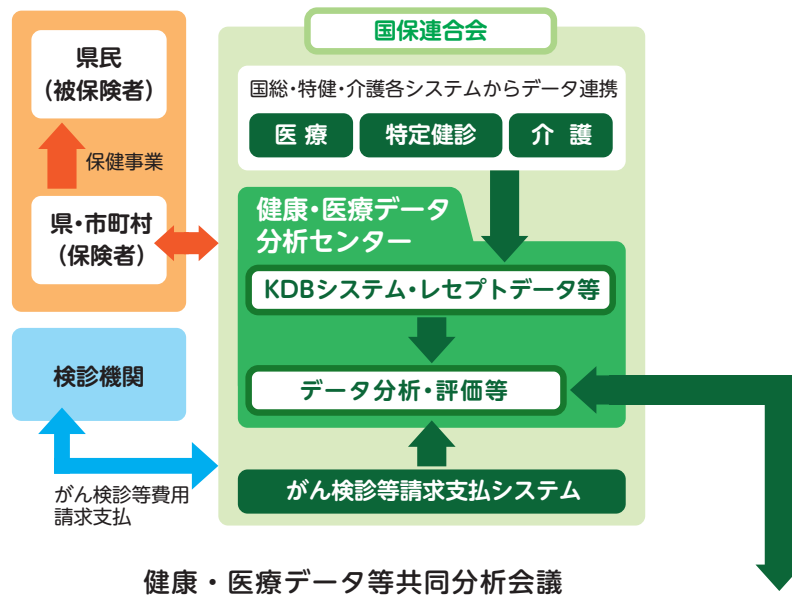 県民
(被保険者)
保健事業
県・市町村
(保険者)
検診機関
がん検診等費用
請求支払
国保連合会
国総・特健・介護各システムからデータ連携
医 療
特定健診
介 護
健康・医療データ
分析センター
KDBシステム・レセプトデータ等
データ分析・評価等
がん検診等請求支払システム
健康・医療データ等共同分析会議